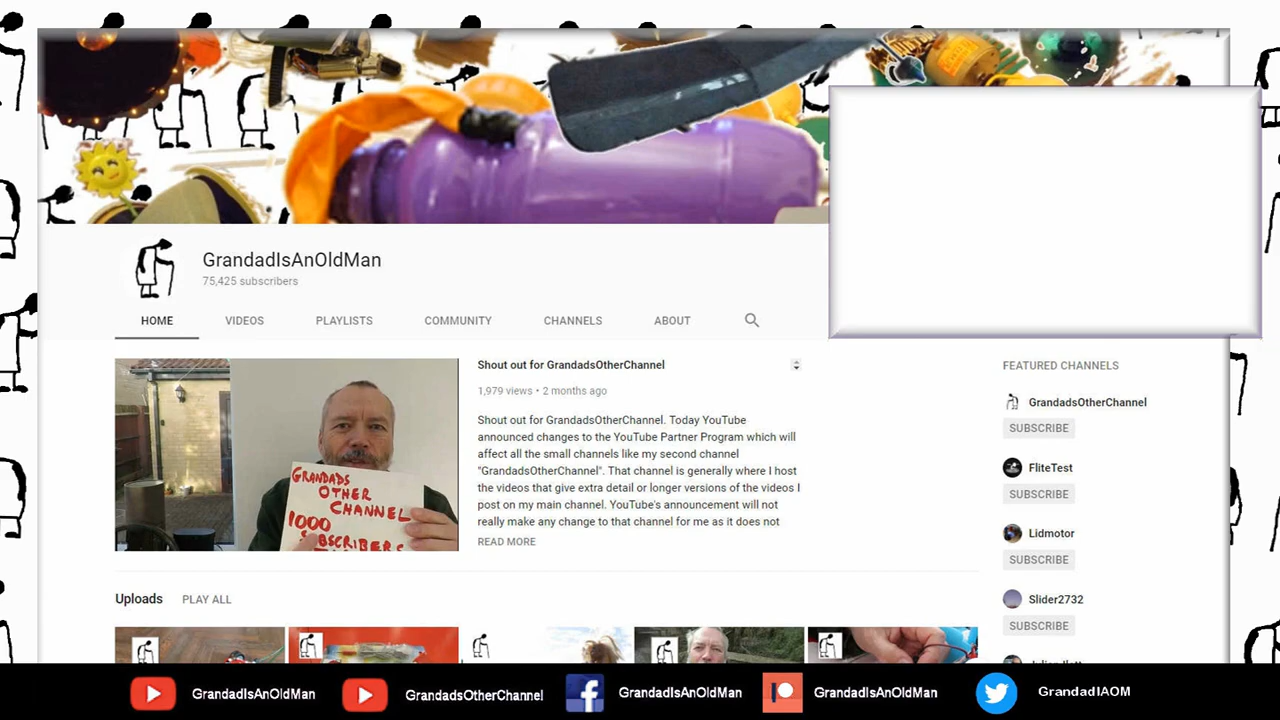 GrandadIsAnOldMan
75,425 subscribers
HOME VIDEOS PLAYLISTS COMMUNITY CHANNELS ABOUT
GRANDADS
OTHER
CHANNEL
1000
SUBSCRIBERS
Shout out for GrandadsOtherChannel
1,979 views • 2 months ago
Shout out for GrandadsOtherChannel. Today YouTube
announced changes to the YouTube Partner Program which will
affect all the small channels like my second channel
"GrandadsOtherChannel". That channel is generally where I host
the videos that give extra detail or longer versions of the videos I
post on my main channel. YouTube's announcement will not
really make any change to that channel for me as it does not
READ MORE
FEATURED CHANNELS
GrandadsOtherChannel
SUBSCRIBE
FliteTest
SUBSCRIBE
Lidmotor
SUBSCRIBE
Slider2732
SUBSCRIBE
Uploads PLAY ALL
GrandadIsAnOldMan GrandadsOtherChannel GrandadIsAnOldMan GrandadIsAnOldMan GrandadIAOM